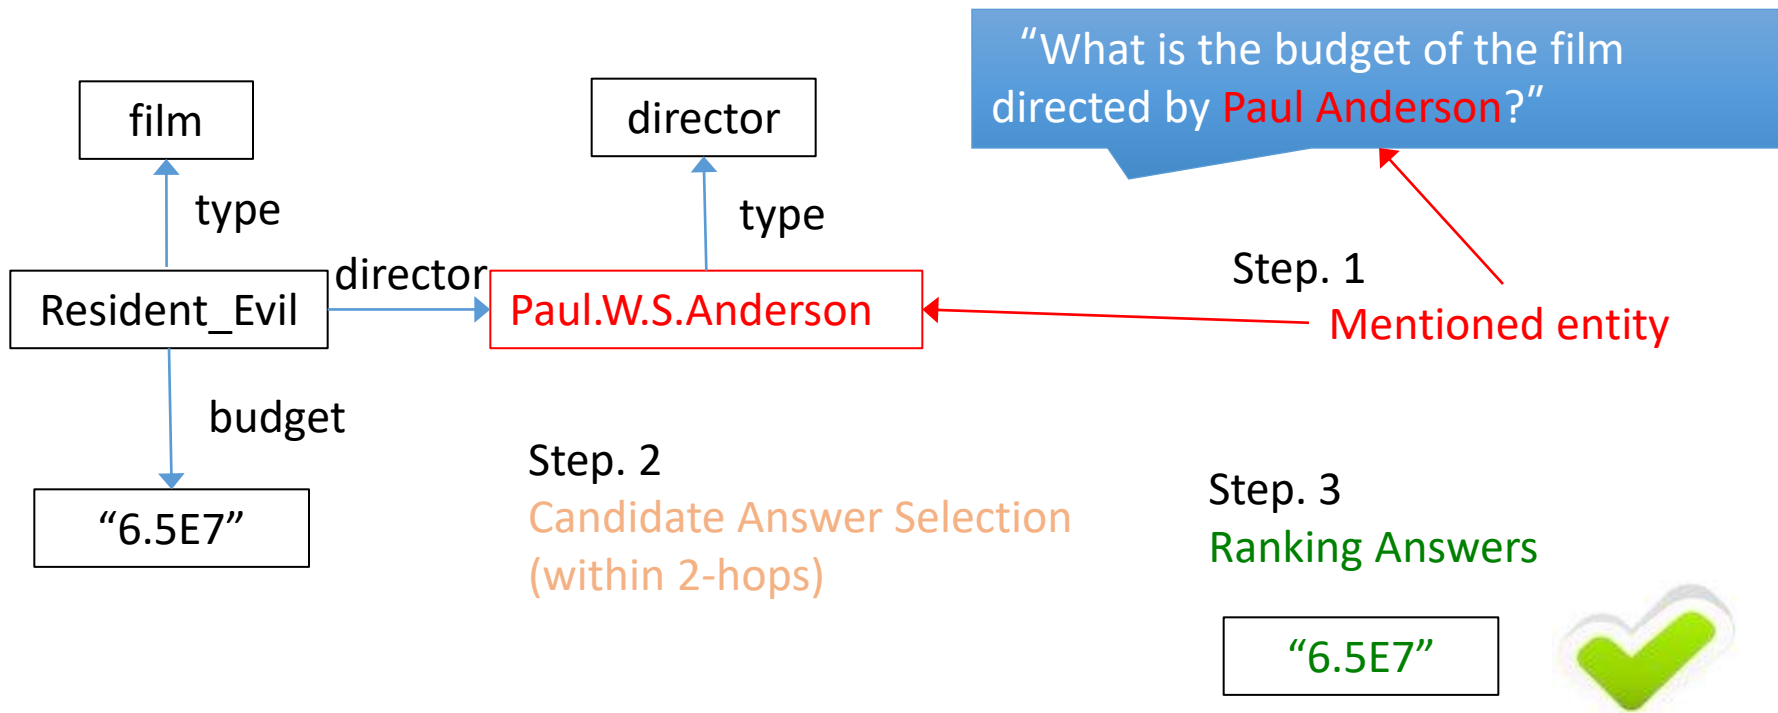 “What is the budget of the film
directed by Paul Anderson?”
film
director
type
type
Step. 1
director
Resident_Evil
Paul.W.S.Anderson
Mentioned entity
budget
Step. 2
Candidate Answer Selection
(within 2-hops)
Step. 3
Ranking Answers
“6.5E7”
“6.5E7”